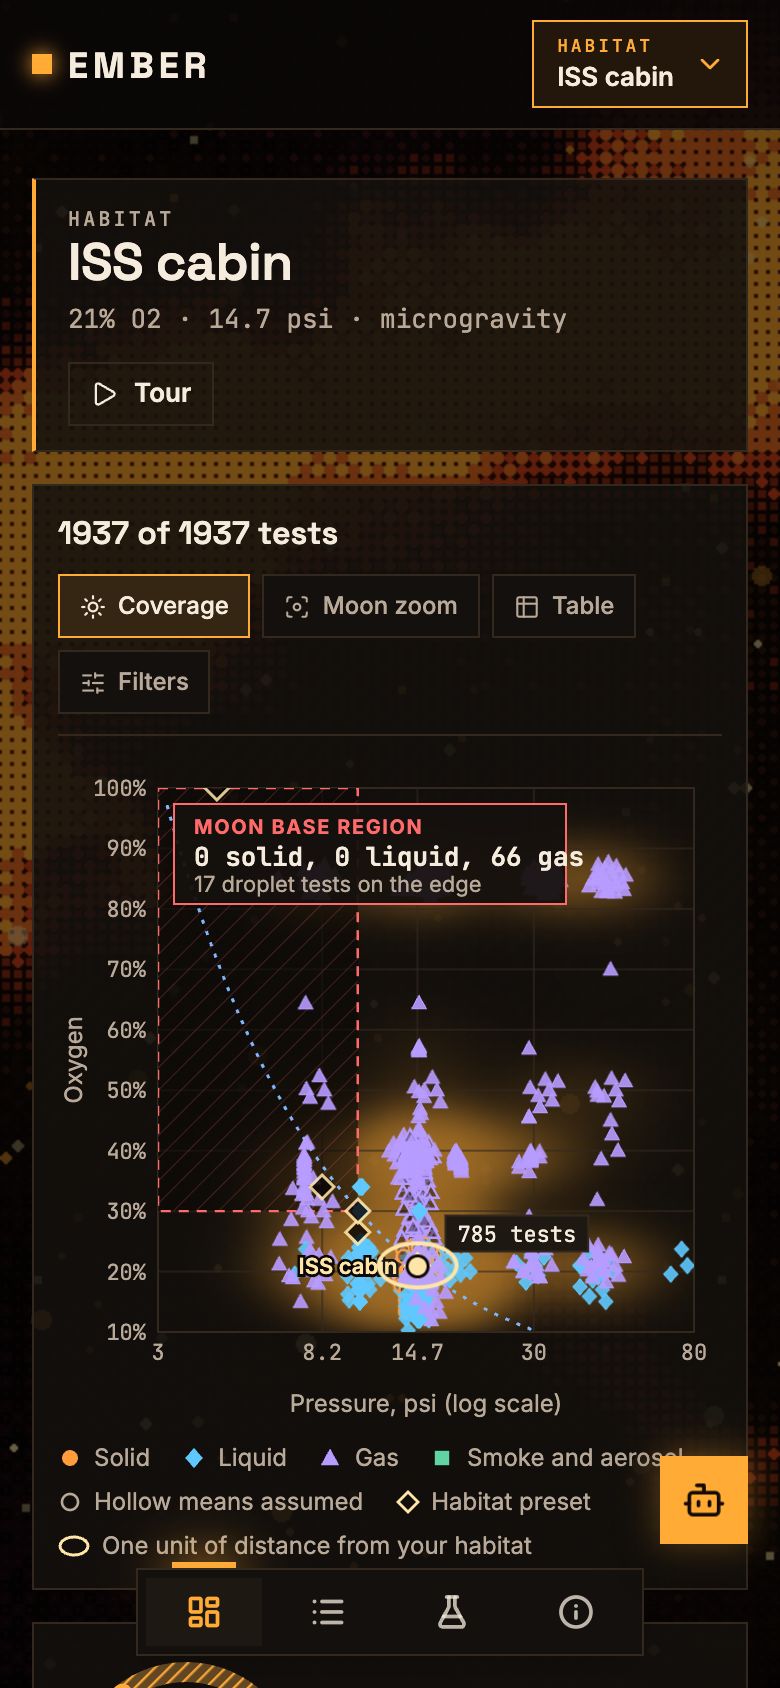 EMBER
HABITAT
ISS cabin
HABITAT
ISS cabin
21% O2 · 14.7 psi · microgravity
Tour
1937 of 1937 tests
Coverage
Moon zoom
Table
Filters
100%
MOON BASE REGION
0 solid, 0 liquid, 66 gas
17 droplet tests on the edge
90%
80%
70%
60%
Oxygen
50%
40%
30%
785 tests
ISS cabin
20%
10%
3 8.2 14.7 30 80
Pressure, psi (log scale)
Solid Liquid Gas Smoke and aerosol
Hollow means assumed Habitat preset
One unit of distance from your habitat